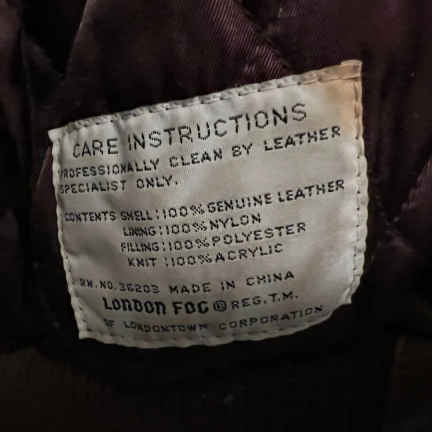 CARE INSTRUCTIONS
PROFESSIONALLY CLEAN BY LEATHER
SPECIALIST ONLY.
CONTENTS SHELL:100%GENUINE LEATHER
LINING:100%NYLON
FILLING:100%POLYESTER
KNIT:100%ACRYLIC
RN.NO.36203 MADE IN CHINA
LONDON FOG® REG.T.M.
OF LONDONTOWN CORPORATION